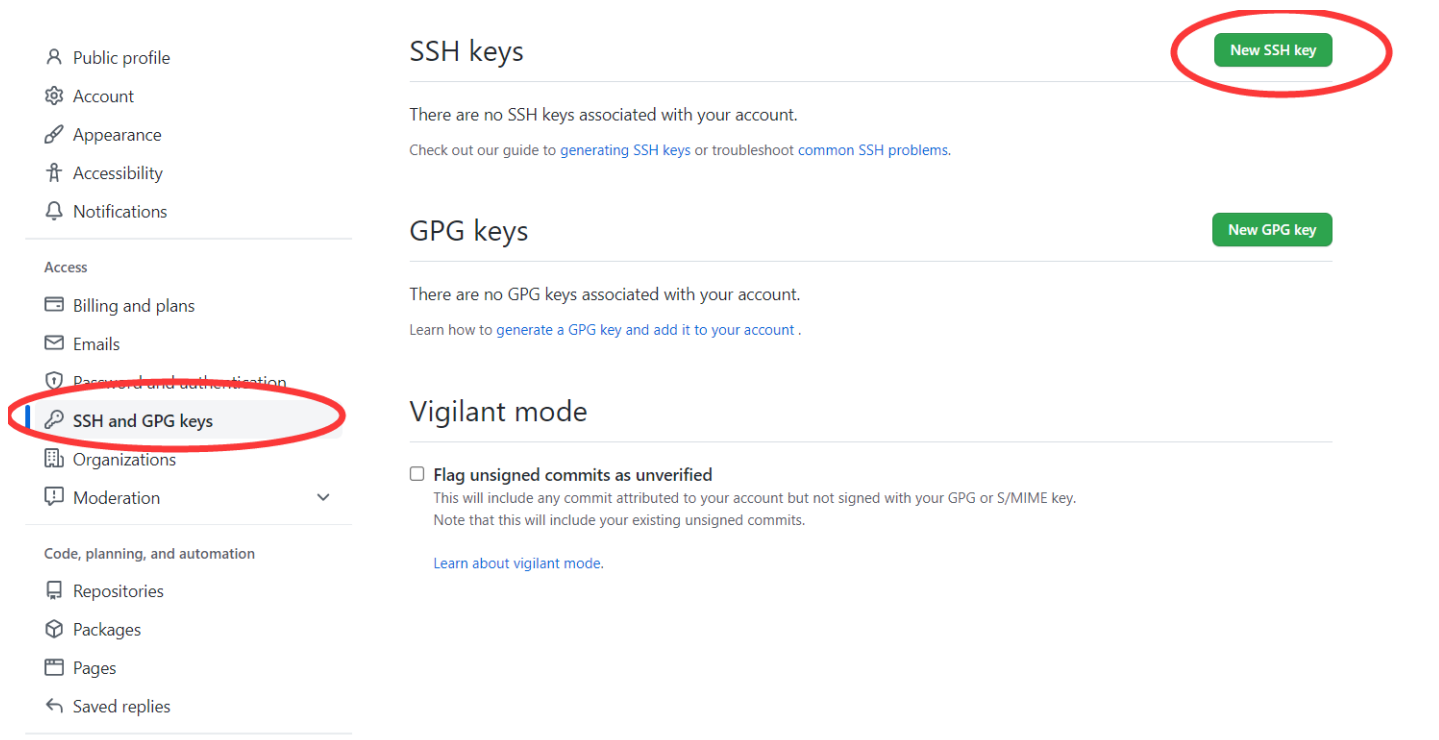 Public profile
Account
Appearance
Accessibility
Notifications
Access
Billing and plans
Emails
Password and authentication
SSH and GPG keys
Organizations
Moderation
Code, planning, and automation
Repositories
Packages
Pages
Saved replies
SSH keys
New SSH key
There are no SSH keys associated with your account.
Check out our guide to generating SSH keys or troubleshoot common SSH problems.
GPG keys
New GPG key
There are no GPG keys associated with your account.
Learn how to generate a GPG key and add it to your account .
Vigilant mode
Flag unsigned commits as unverified
This will include any commit attributed to your account but not signed with your GPG or S/MIME key.
Note that this will include your existing unsigned commits.
Learn about vigilant mode.